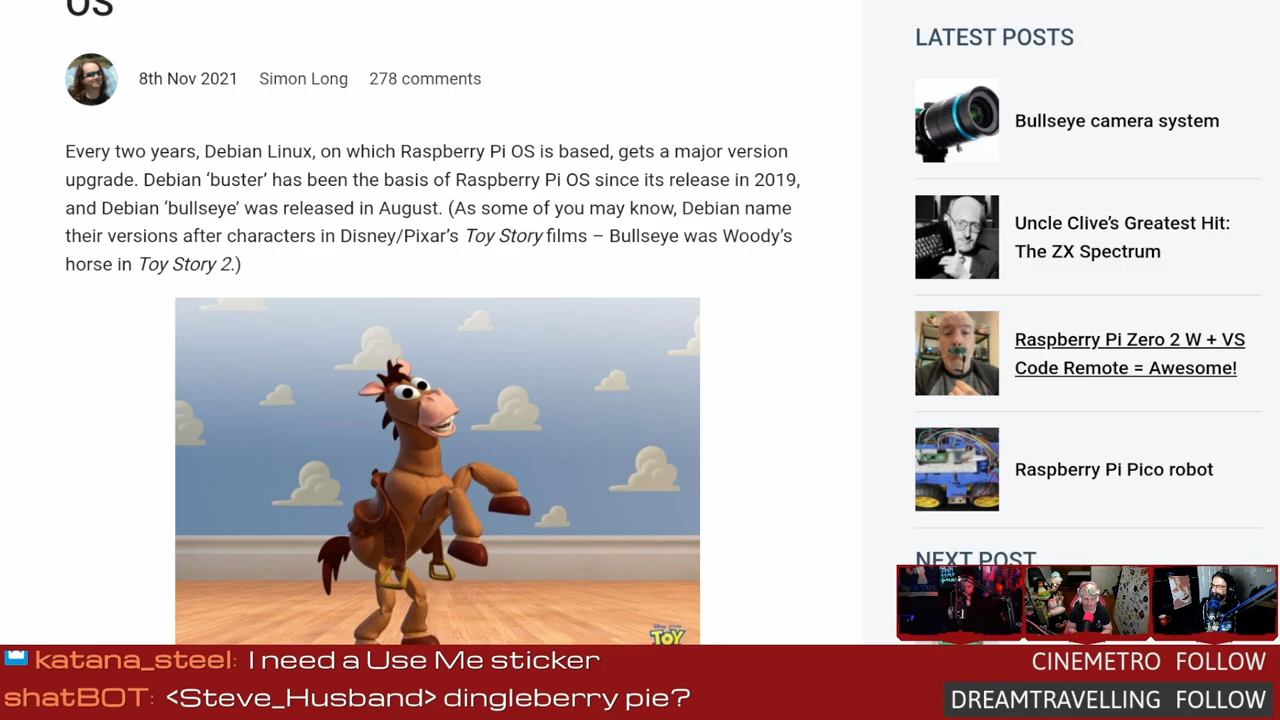 OS
8th Nov 2021 Simon Long 278 comments
Every two years, Debian Linux, on which Raspberry Pi OS is based, gets a major version
upgrade. Debian ‘buster’ has been the basis of Raspberry Pi OS since its release in 2019,
and Debian ‘bullseye’ was released in August. (As some of you may know, Debian name
their versions after characters in Disney/Pixar’s Toy Story films – Bullseye was Woody’s
horse in Toy Story 2.)
TOY
LATEST POSTS
Bullseye camera system
Uncle Clive’s Greatest Hit:
The ZX Spectrum
Raspberry Pi Zero 2 W + VS
Code Remote = Awesome!
Raspberry Pi Pico robot
NEXT POST
katana_steel: I need a Use Me sticker
shatBOT: <Steve_Husband> dingleberry pie?
CINEMETRO FOLLOW
DREAMTRAVELLING FOLLOW